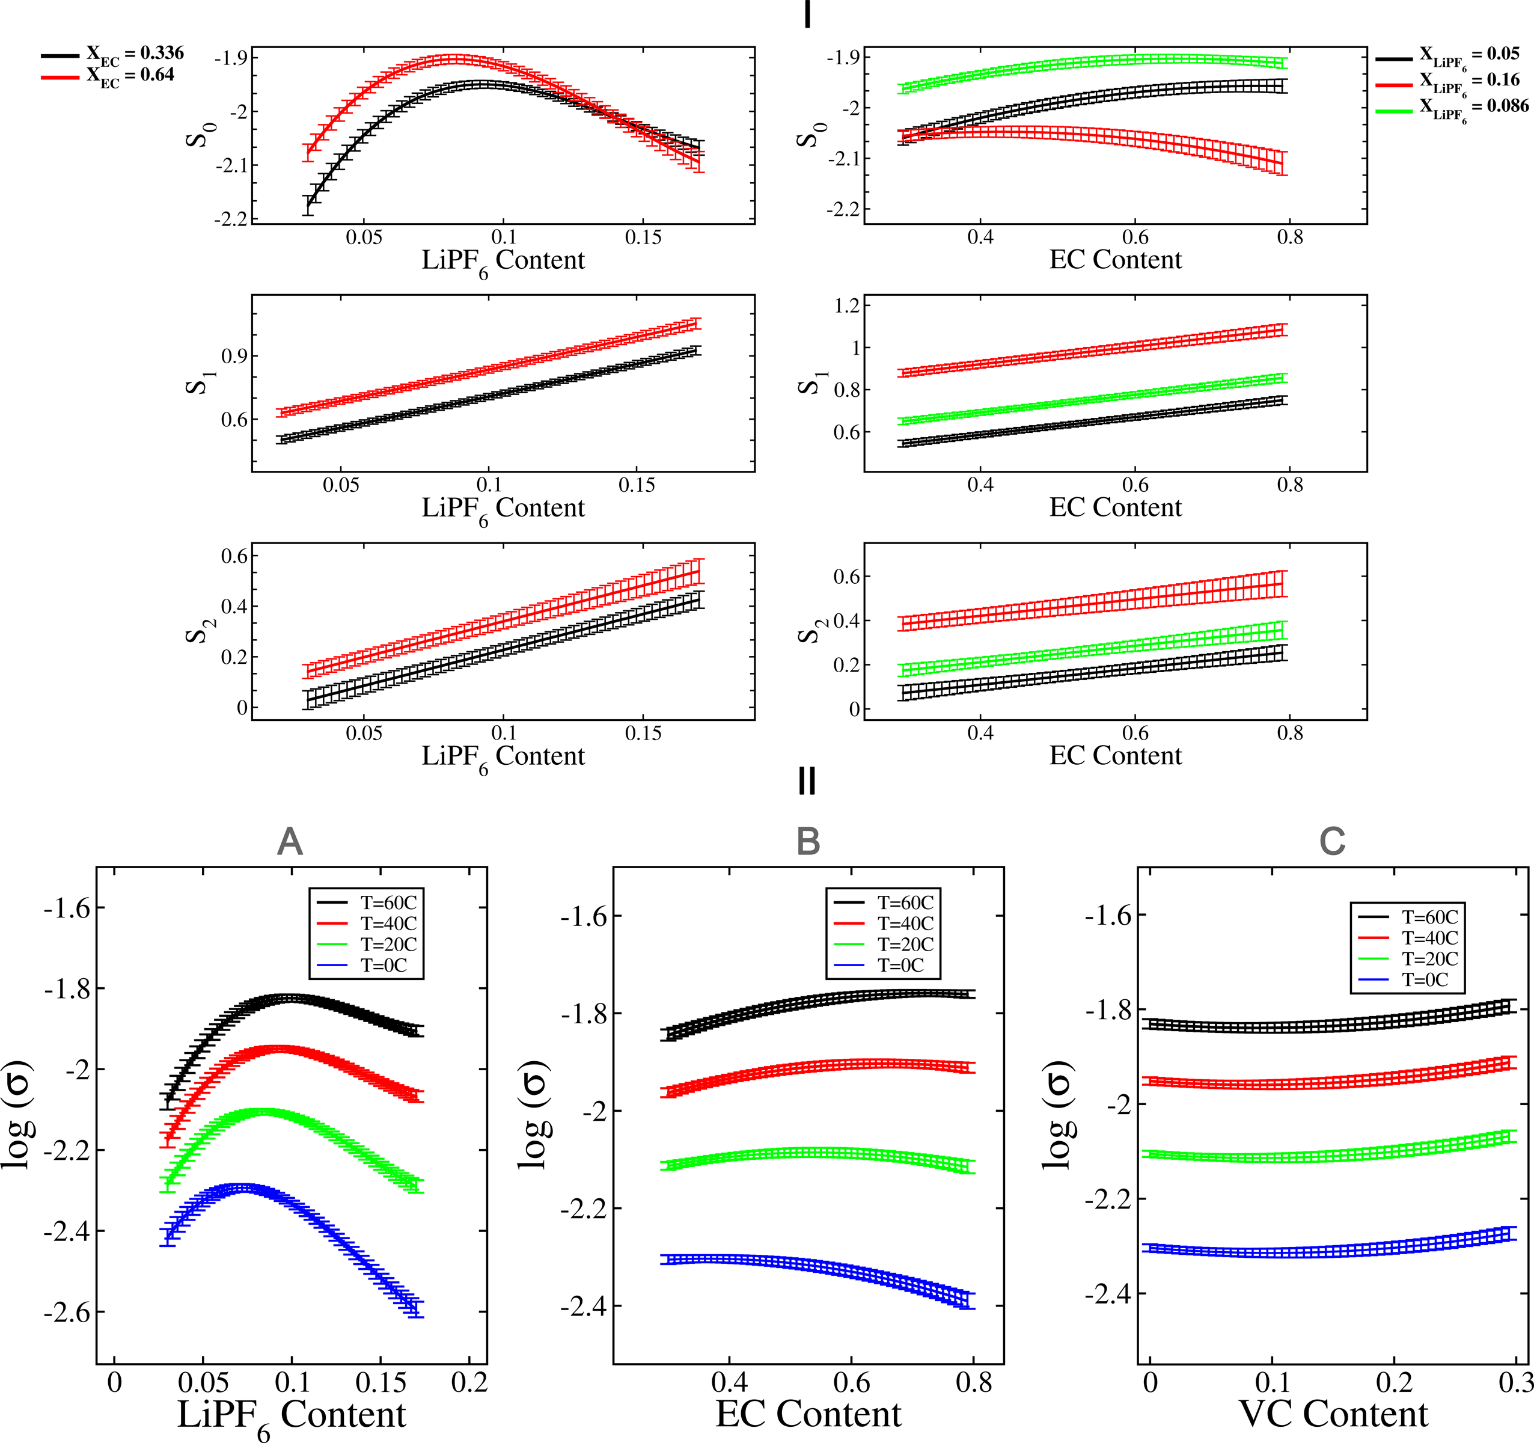 I
X_EC = 0.336
X_EC = 0.64
-1.9
-2
-2.1
-2.2
S_0
0.05 0.1 0.15
LiPF_6 Content
-1.9
-2
-2.1
-2.2
S_0
0.4 0.6 0.8
EC Content
X_LiPF_6 = 0.05
X_LiPF_6 = 0.16
X_LiPF_6 = 0.086
0.9
0.6
S_1
0.05 0.1 0.15
LiPF_6 Content
1.2
1
0.8
0.6
S_1
0.4 0.6 0.8
EC Content
0.6
0.4
0.2
0
S_2
0.05 0.1 0.15
LiPF_6 Content
0.6
0.4
0.2
0
S_2
0.4 0.6 0.8
EC Content
II
A
T=60C
T=40C
T=20C
T=0C
-1.6
-1.8
-2
-2.2
-2.4
-2.6
log (σ)
0 0.05 0.1 0.15 0.2
LiPF_6 Content
B
T=60C
T=40C
T=20C
T=0C
-1.6
-1.8
-2
-2.2
-2.4
log (σ)
0.4 0.6 0.8
EC Content
C
T=60C
T=40C
T=20C
T=0C
-1.6
-1.8
-2
-2.2
-2.4
log (σ)
0 0.1 0.2 0.3
VC Content